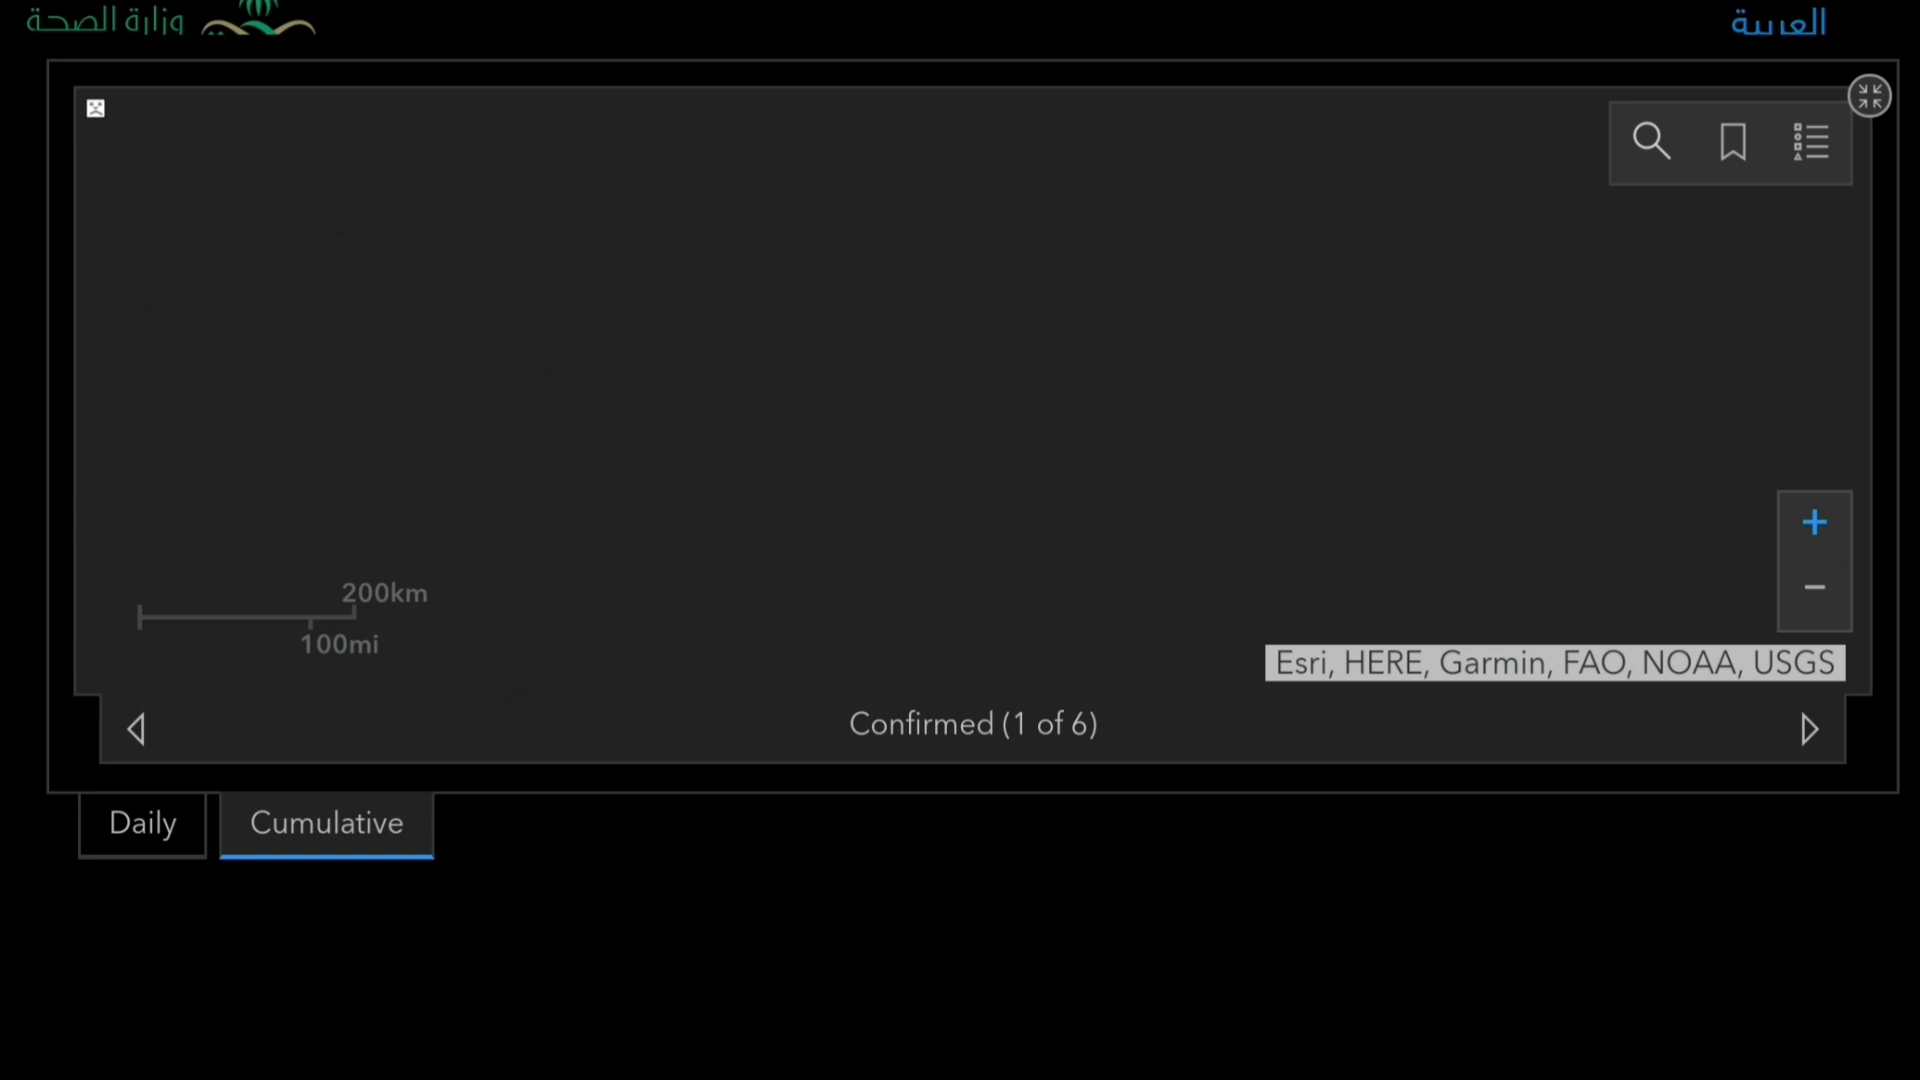 وزارة الصحة
العربية
200km
100mi
Esri, HERE, Garmin, FAO, NOAA, USGS
Confirmed (1 of 6)
Daily
Cumulative